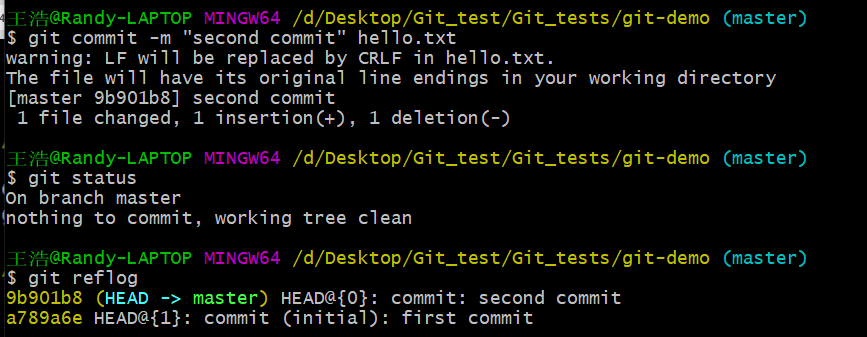 王浩@Randy-LAPTOP MINGW64 /d/Desktop/Git_test/Git_tests/git-demo (master)
$ git commit -m "second commit" hello.txt
warning: LF will be replaced by CRLF in hello.txt.
The file will have its original line endings in your working directory
[master 9b901b8] second commit
 1 file changed, 1 insertion(+), 1 deletion(-)
王浩@Randy-LAPTOP MINGW64 /d/Desktop/Git_test/Git_tests/git-demo (master)
$ git status
On branch master
nothing to commit, working tree clean
王浩@Randy-LAPTOP MINGW64 /d/Desktop/Git_test/Git_tests/git-demo (master)
$ git reflog
9b901b8 (HEAD -> master) HEAD@{0}: commit: second commit
a789a6e HEAD@{1}: commit (initial): first commit